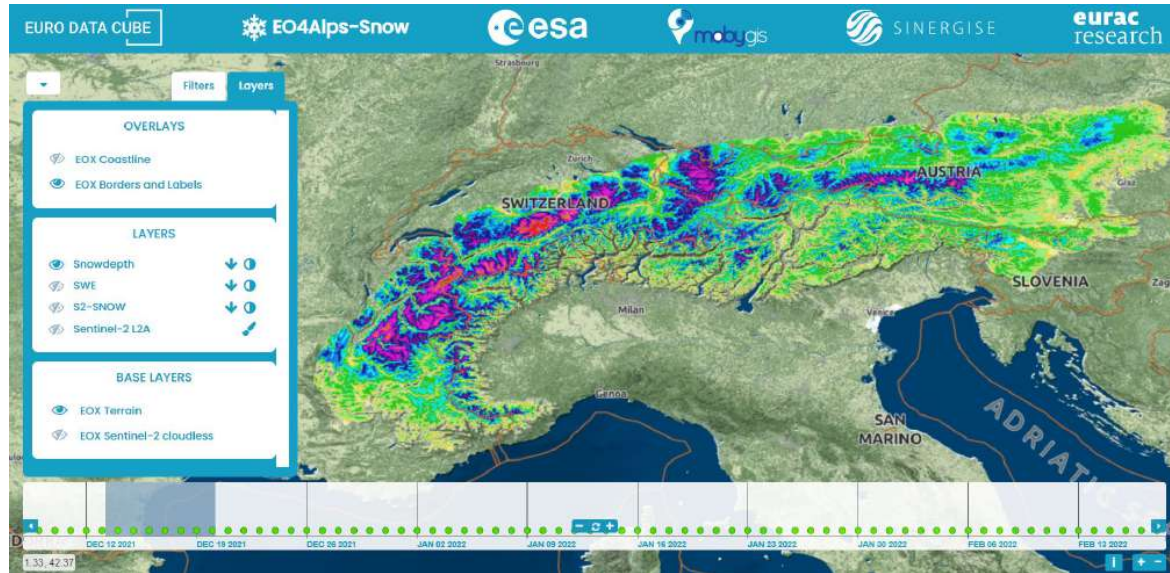 EURO DATA CUBE
EO4Alps-Snow
esa
mobygis
SINERGISE
eurac
research
Filters
Layers
OVERLAYS
EOX Coastline
EOX Borders and Labels
LAYERS
Snowdepth
SWE
S2-SNOW
Sentinel-2 L2A
BASE LAYERS
EOX Terrain
EOX Sentinel-2 cloudless
Strasbourg
Zurich
SWITZERLAND
AUSTRIA
Graz
SLOVENIA
Zag
Milan
Venice
Genoa
SAN
MARINO
ADRIATIC
DEC 12 2021
DEC 19 2021
DEC 26 2021
JAN 02 2022
JAN 09 2022
JAN 16 2022
JAN 23 2022
JAN 30 2022
FEB 06 2022
FEB 13 2022
1.33, 42.37